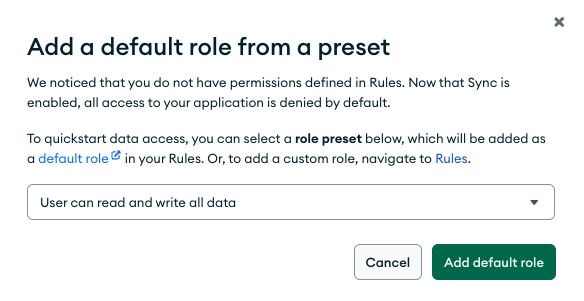 Add a default role from a preset
We noticed that you do not have permissions defined in Rules. Now that Sync is
enabled, all access to your application is denied by default.
To quickstart data access, you can select a role preset below, which will be added as
a default role in your Rules. Or, to add a custom role, navigate to Rules.
User can read and write all data
Cancel
Add default role